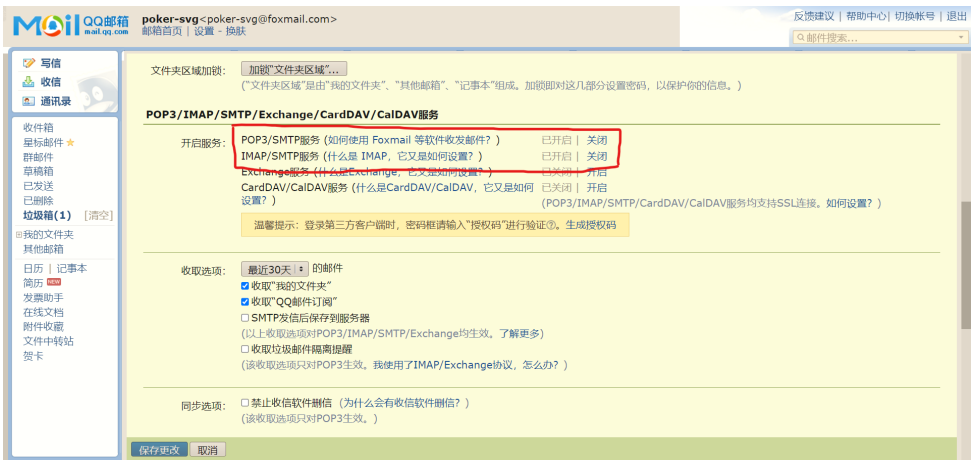 MOil QQ邮箱 mail.qq.com
poker-svg<poker-svg@foxmail.com>
邮箱首页 | 设置 - 换肤
反馈建议 | 帮助中心 | 切换帐号 | 退出
邮件搜索...
写信
收信
通讯录
收件箱
星标邮件
群邮件
草稿箱
已发送
已删除
垃圾箱(1) [清空]
我的文件夹
其他邮箱
日历 | 记事本
简历 NEW
发票助手
在线文档
附件收藏
文件中转站
贺卡
文件夹区域加锁： 加锁"文件夹区域"...
("文件夹区域"是由"我的文件夹"、"其他邮箱"、"记事本"组成。加锁即对这几部分设置密码，以保护你的信息。)
POP3/IMAP/SMTP/Exchange/CardDAV/CalDAV服务
开启服务： POP3/SMTP服务 (如何使用 Foxmail 等软件收发邮件？) 已开启 | 关闭
IMAP/SMTP服务 (什么是 IMAP，它又是如何设置？) 已开启 | 关闭
Exchange服务 (什么是Exchange，它又是如何设置？) 已关闭 | 开启
CardDAV/CalDAV服务 (什么是CardDAV/CalDAV，它又是如何设置？) 已关闭 | 开启
(POP3/IMAP/SMTP/CardDAV/CalDAV服务均支持SSL连接。如何设置？)
温馨提示：登录第三方客户端时，密码框请输入"授权码"进行验证?。生成授权码
收取选项： 最近30天 的邮件
收取"我的文件夹"
收取"QQ邮件订阅"
SMTP发信后保存到服务器
(以上收取选项对POP3/IMAP/SMTP/Exchange均生效。了解更多)
收取垃圾邮件隔离提醒
(该收取选项只对POP3生效。我使用了IMAP/Exchange协议，怎么办？)
同步选项： 禁止收信软件删信 (为什么会有收信软件删信？)
(该收取选项只对POP3生效。)
保存更改 取消